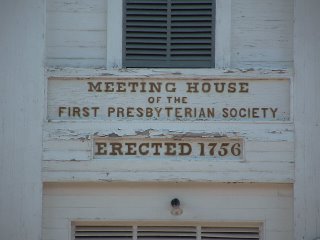 MEETING HOUSE
OF THE
FIRST PRESBYTERIAN SOCIETY
ERECTED 1756